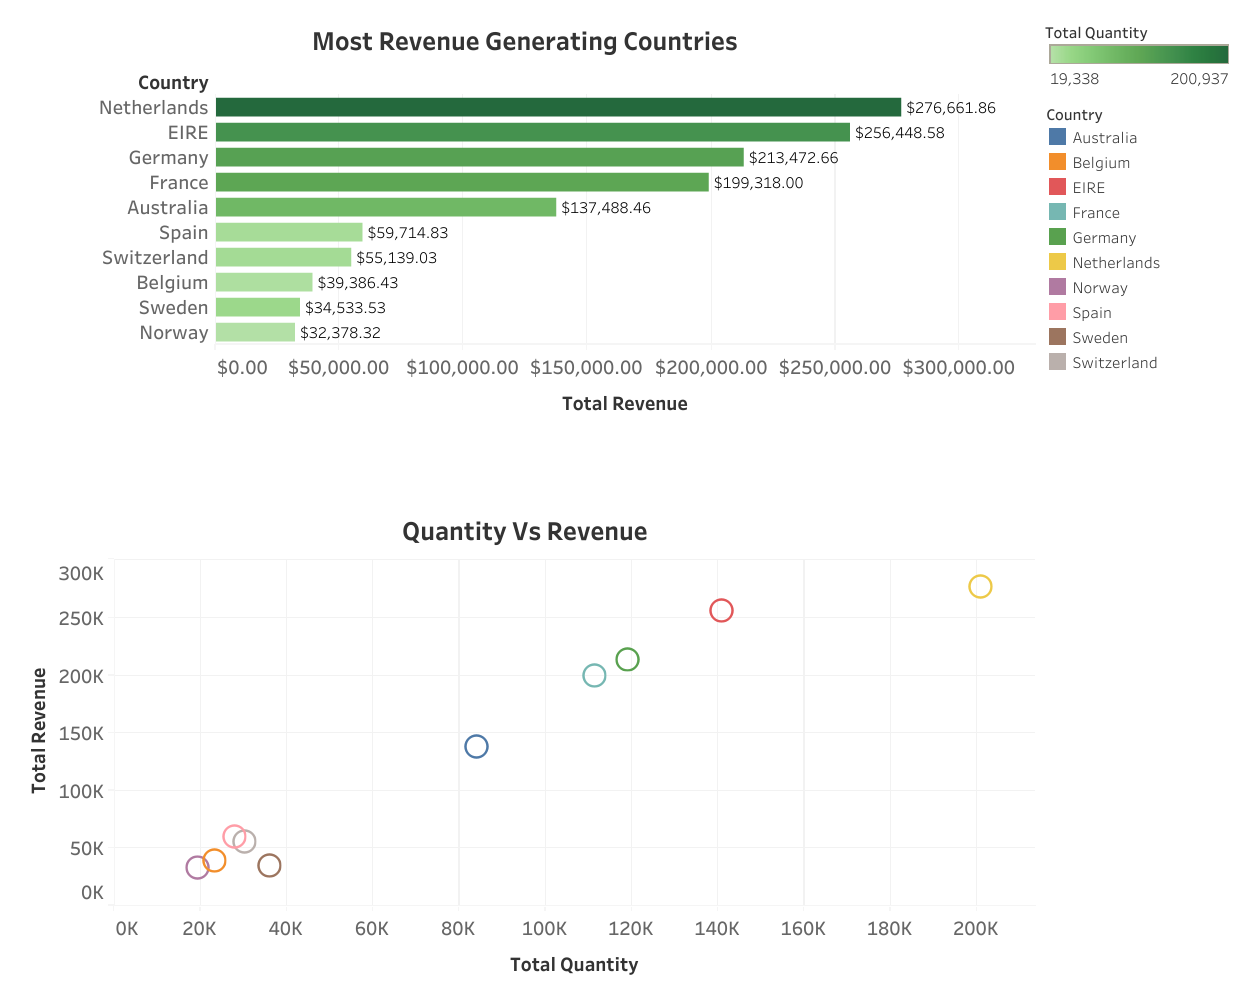 Most Revenue Generating Countries
Country
Netherlands $276,661.86
EIRE $256,448.58
Germany $213,472.66
France $199,318.00
Australia $137,488.46
Spain $59,714.83
Switzerland $55,139.03
Belgium $39,386.43
Sweden $34,533.53
Norway $32,378.32
$0.00 $50,000.00 $100,000.00 $150,000.00 $200,000.00 $250,000.00 $300,000.00
Total Revenue
Total Quantity
19,338 200,937
Country
Australia
Belgium
EIRE
France
Germany
Netherlands
Norway
Spain
Sweden
Switzerland
Quantity Vs Revenue
300K
250K
200K
150K
100K
50K
0K
Total Revenue
0K 20K 40K 60K 80K 100K 120K 140K 160K 180K 200K
Total Quantity